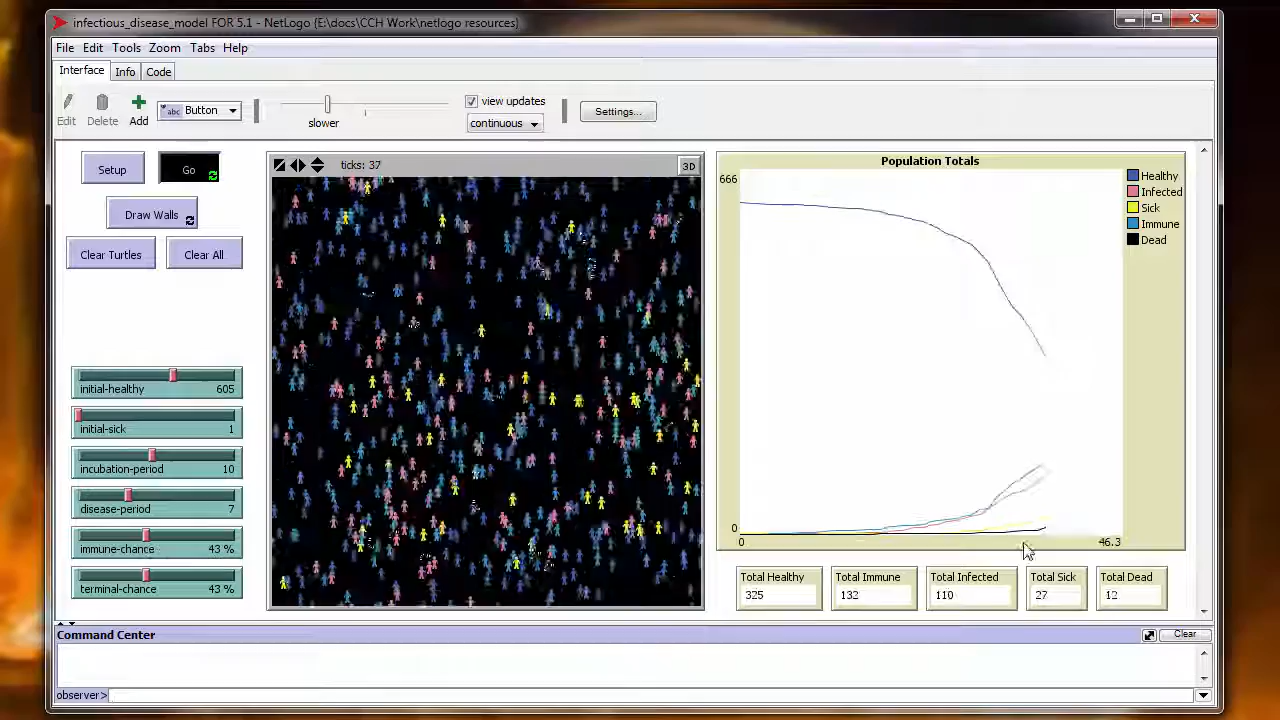 infectious_disease_model FOR 5.1 - NetLogo {E:\docs\CCH Work\netlogo resources}
File Edit Tools Zoom Tabs Help
Interface Info Code
Edit Delete Add abc Button slower view updates continuous Settings...
Setup Go
Draw Walls
Clear Turtles Clear All
initial-healthy 605
initial-sick 1
incubation-period 10
disease-period 7
immune-chance 43 %
terminal-chance 43 %
ticks: 37 3D
Population Totals
666
0
0 46.3
Healthy
Infected
Sick
Immune
Dead
Total Healthy Total Immune Total Infected Total Sick Total Dead
325 132 110 27 12
Command Center Clear
observer>